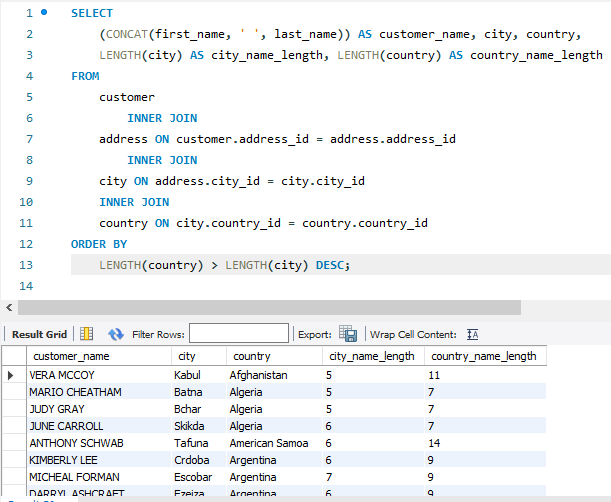 1 SELECT
2 (CONCAT(first_name, ' ', last_name)) AS customer_name, city, country,
3 LENGTH(city) AS city_name_length, LENGTH(country) AS country_name_length
4 FROM
5 customer
6 INNER JOIN
7 address ON customer.address_id = address.address_id
8 INNER JOIN
9 city ON address.city_id = city.city_id
10 INNER JOIN
11 country ON city.country_id = country.country_id
12 ORDER BY
13 LENGTH(country) > LENGTH(city) DESC;
14
Result Grid Filter Rows: Export: Wrap Cell Content:
customer_name city country city_name_length country_name_length
VERA MCCOY Kabul Afghanistan 5 11
MARIO CHEATHAM Batna Algeria 5 7
JUDY GRAY Bchar Algeria 5 7
JUNE CARROLL Skikda Algeria 6 7
ANTHONY SCHWAB Tafuna American Samoa 6 14
KIMBERLY LEE Crdoba Argentina 6 9
MICHEAL FORMAN Escobar Argentina 7 9
DARRYL ASHCRAFT Ezeiza Argentina 6 9